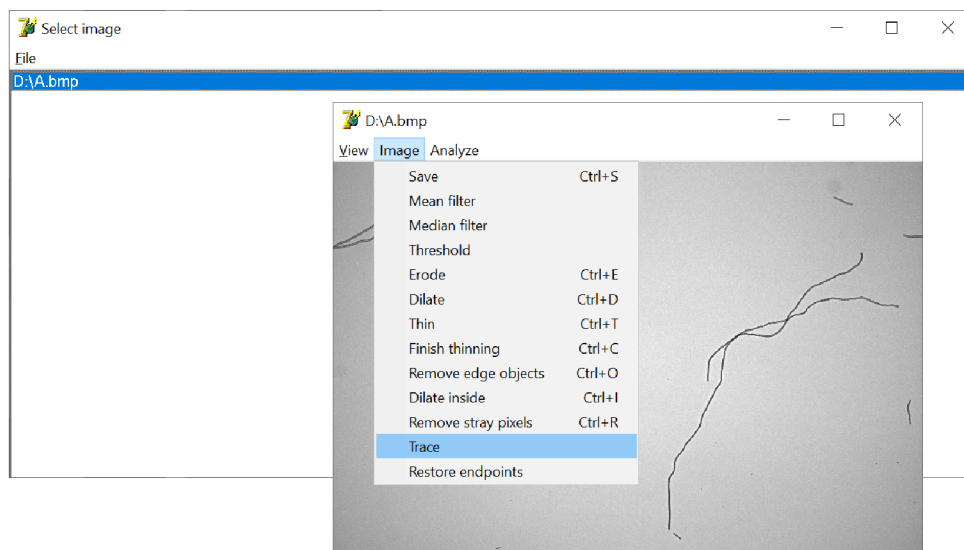 Select image
File
D:\A.bmp
D:\A.bmp
View Image Analyze
Save Ctrl+S
Mean filter
Median filter
Threshold
Erode Ctrl+E
Dilate Ctrl+D
Thin Ctrl+T
Finish thinning Ctrl+C
Remove edge objects Ctrl+O
Dilate inside Ctrl+I
Remove stray pixels Ctrl+R
Trace
Restore endpoints